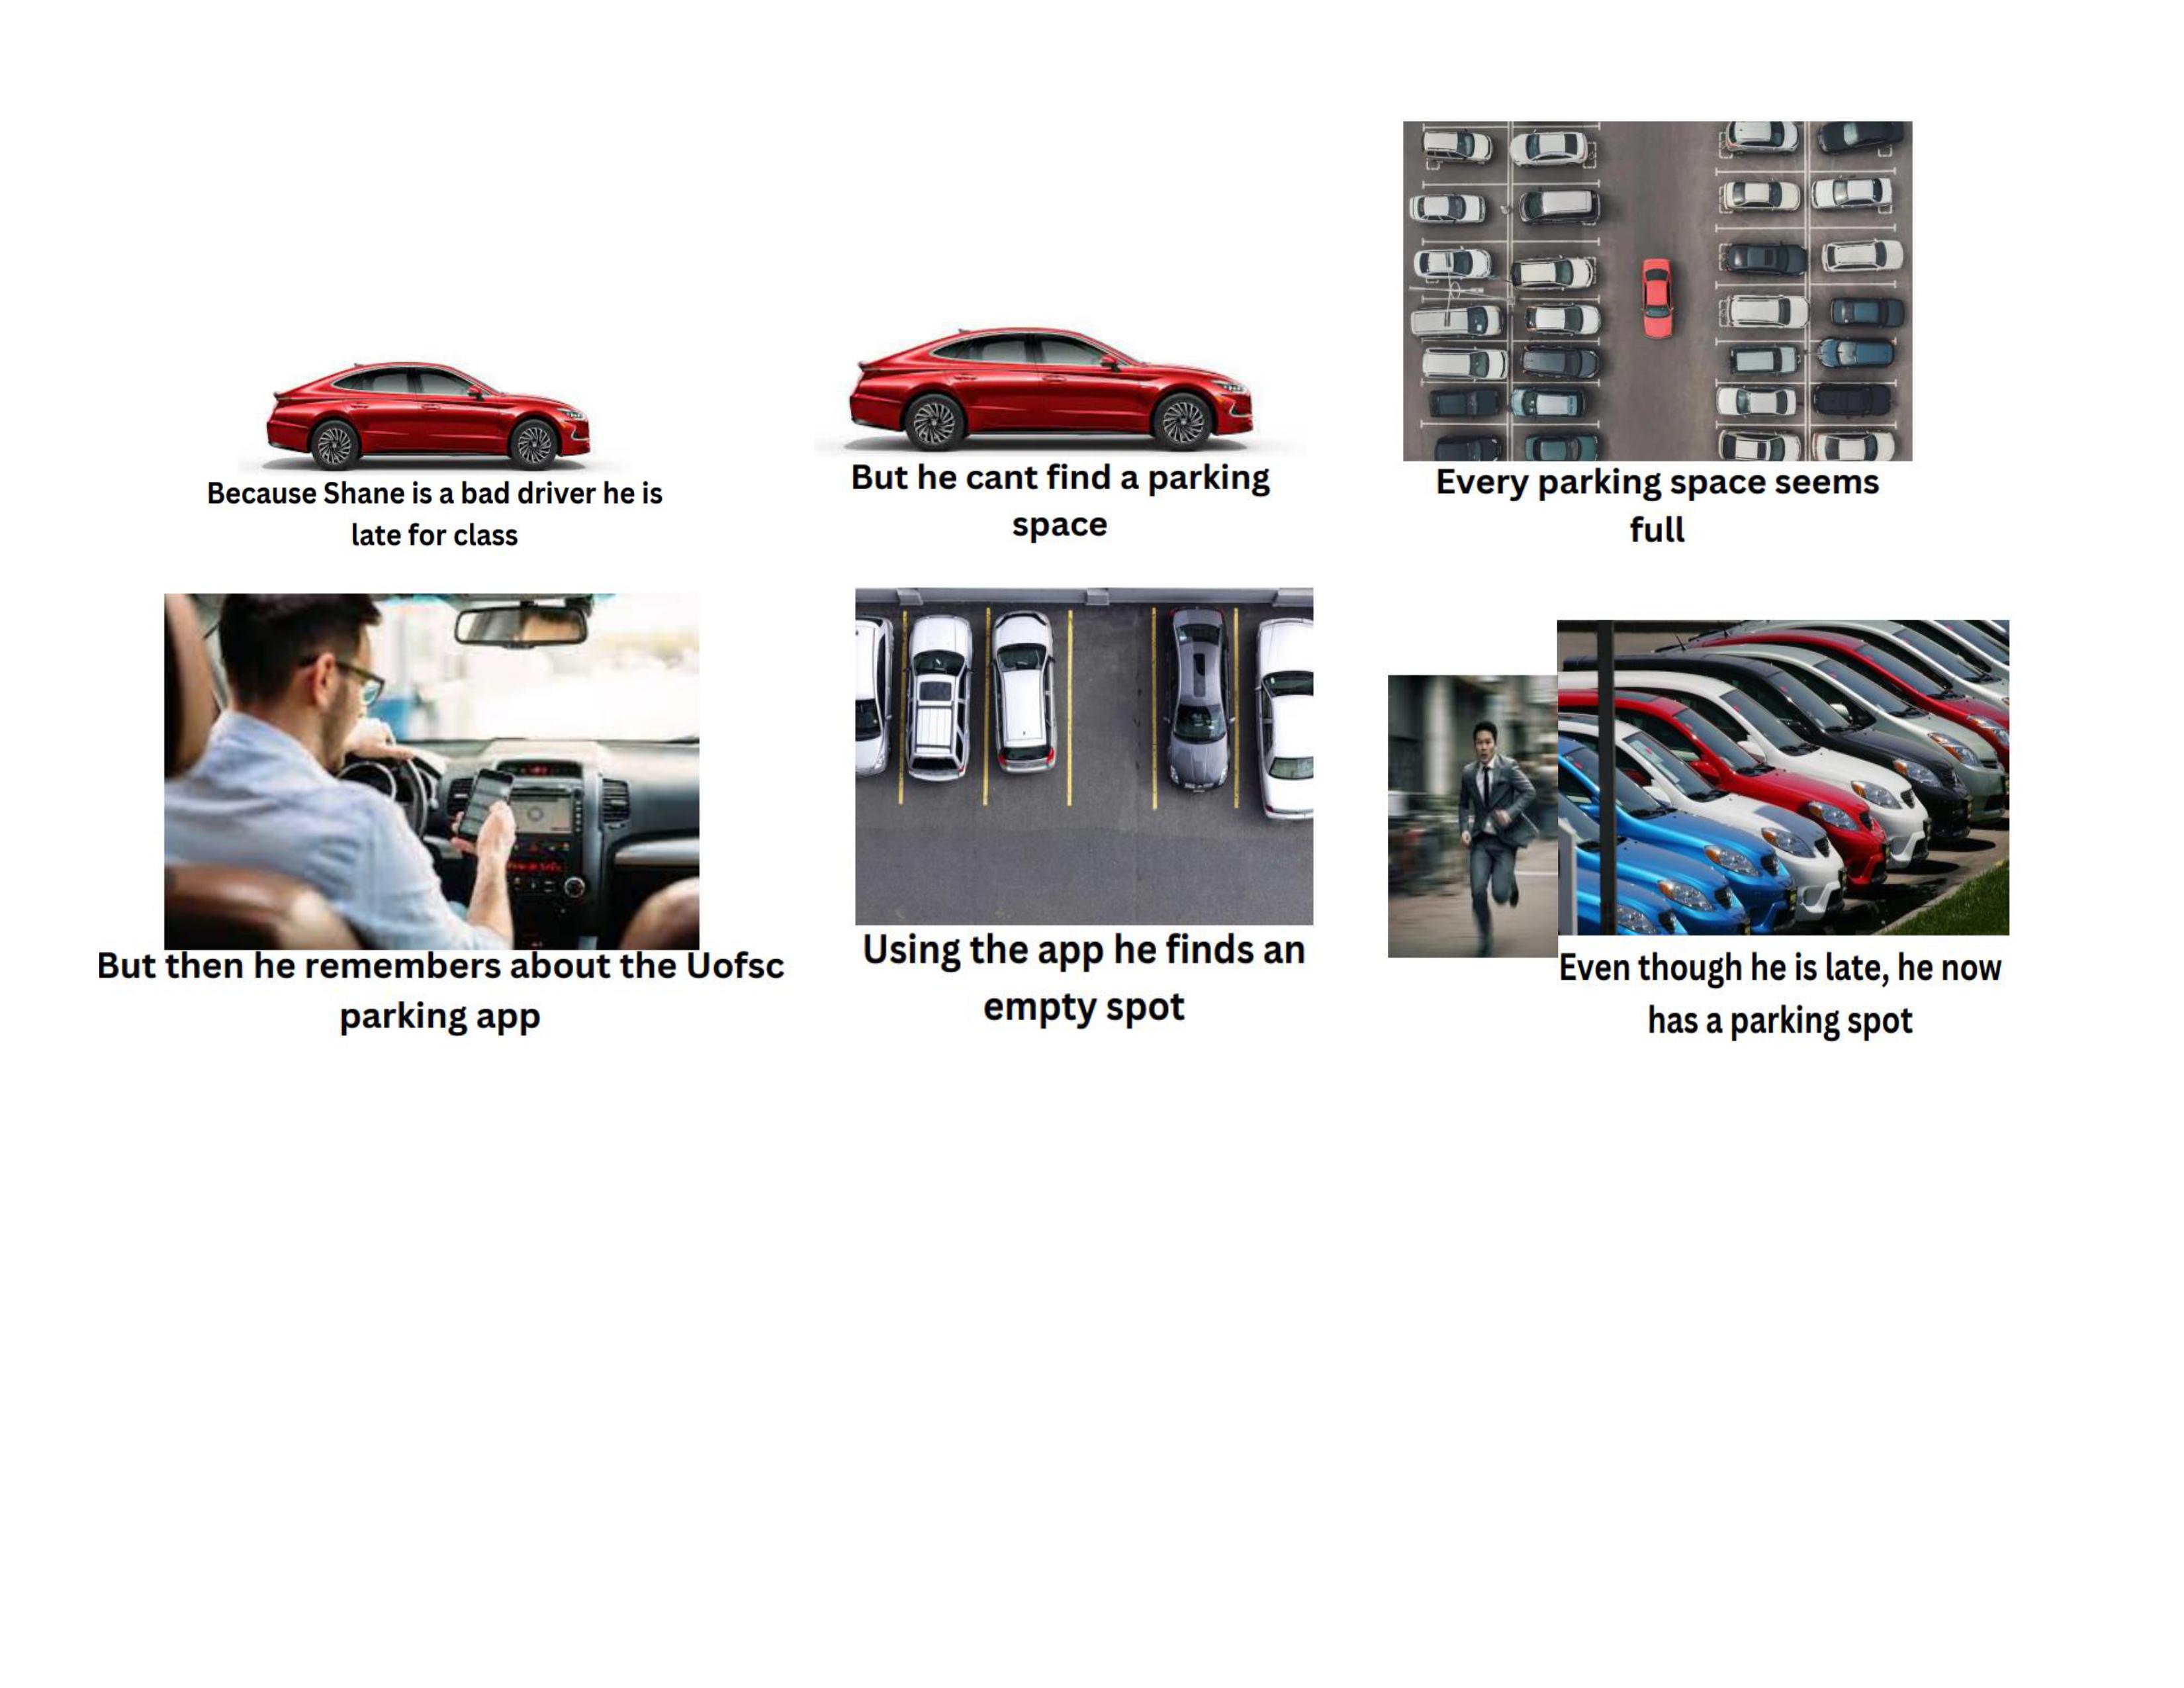 Because Shane is a bad driver he is
late for class
But he cant find a parking
space
Every parking space seems
full
But then he remembers about the Uofsc
parking app
Using the app he finds an
empty spot
Even though he is late, he now
has a parking spot